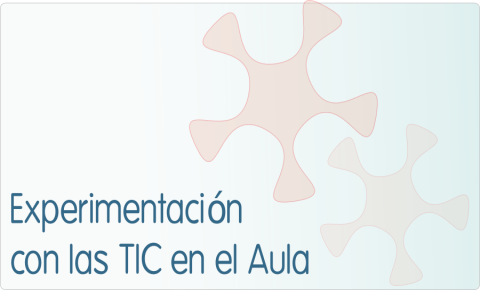 Experimentación
con las TIC en el Aula